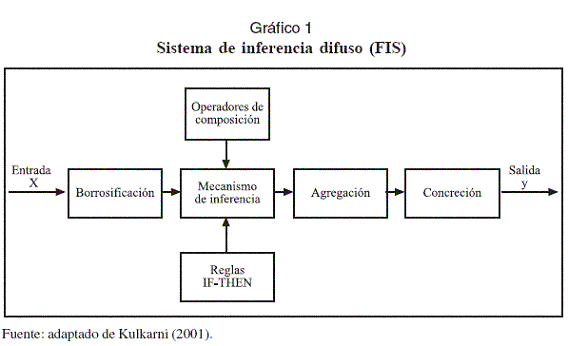 Gráfico 1
Sistema de inferencia difuso (FIS)
Operadores de
composición
Entrada
X
Borrosificación
Mecanismo
de inferencia
Agregación
Concreción
Salida
y
Reglas
IF-THEN
Fuente: adaptado de Kulkarni (2001).